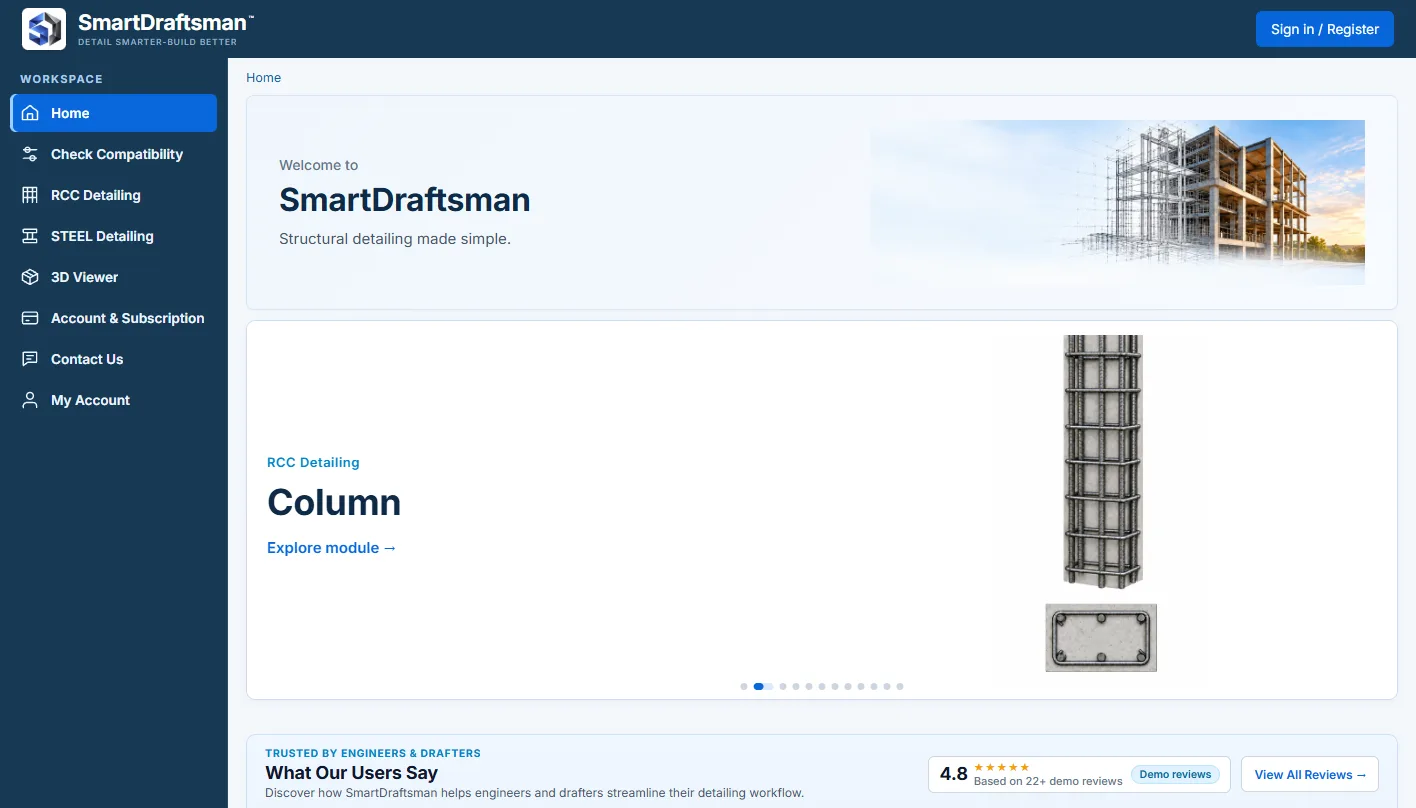 SmartDraftsman™
DETAIL SMARTER-BUILD BETTER
Sign in / Register
WORKSPACE
Home
Check Compatibility
RCC Detailing
STEEL Detailing
3D Viewer
Account & Subscription
Contact Us
My Account
Home
Welcome to
SmartDraftsman
Structural detailing made simple.
RCC Detailing
Column
Explore module →
TRUSTED BY ENGINEERS & DRAFTERS
What Our Users Say
Discover how SmartDraftsman helps engineers and drafters streamline their detailing workflow.
4.8 ★★★★★
Based on 22+ demo reviews
Demo reviews
View All Reviews →